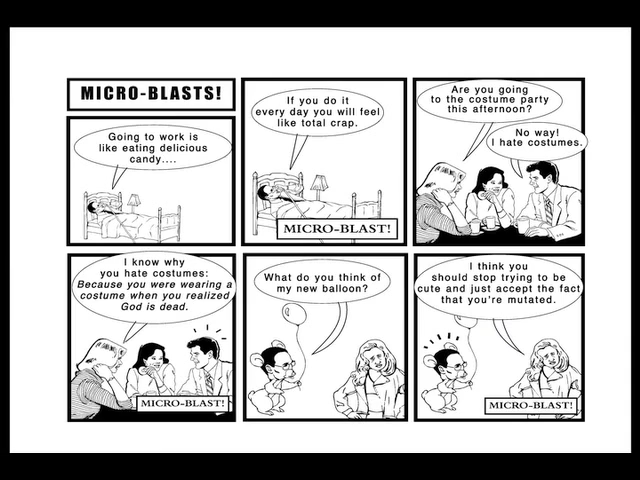 MICRO-BLASTS!
Going to work is
like eating delicious
candy....
If you do it
every day you will feel
like total crap.
MICRO-BLAST!
Are you going
to the costume party
this afternoon?
No way!
I hate costumes.
I know why
you hate costumes:
Because you were wearing a
costume when you realized
God is dead.
MICRO-BLAST!
What do you think of
my new balloon?
I think you
should stop trying to be
cute and just accept the fact
that you're mutated.
MICRO-BLAST!